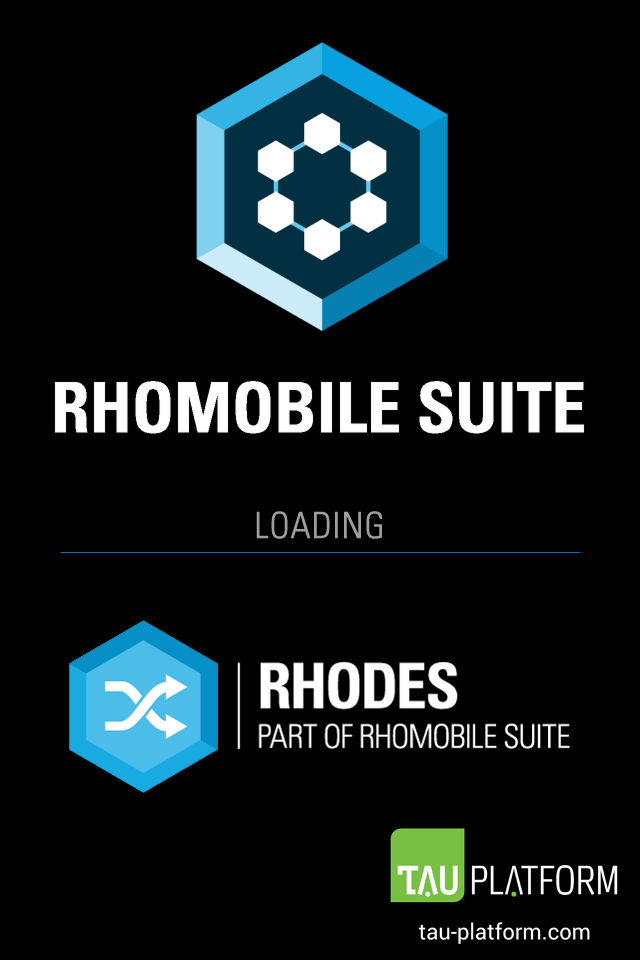 RHOMOBILE SUITE
LOADING
RHODES
PART OF RHOMOBILE SUITE
TAU PLATFORM
tau-platform.com